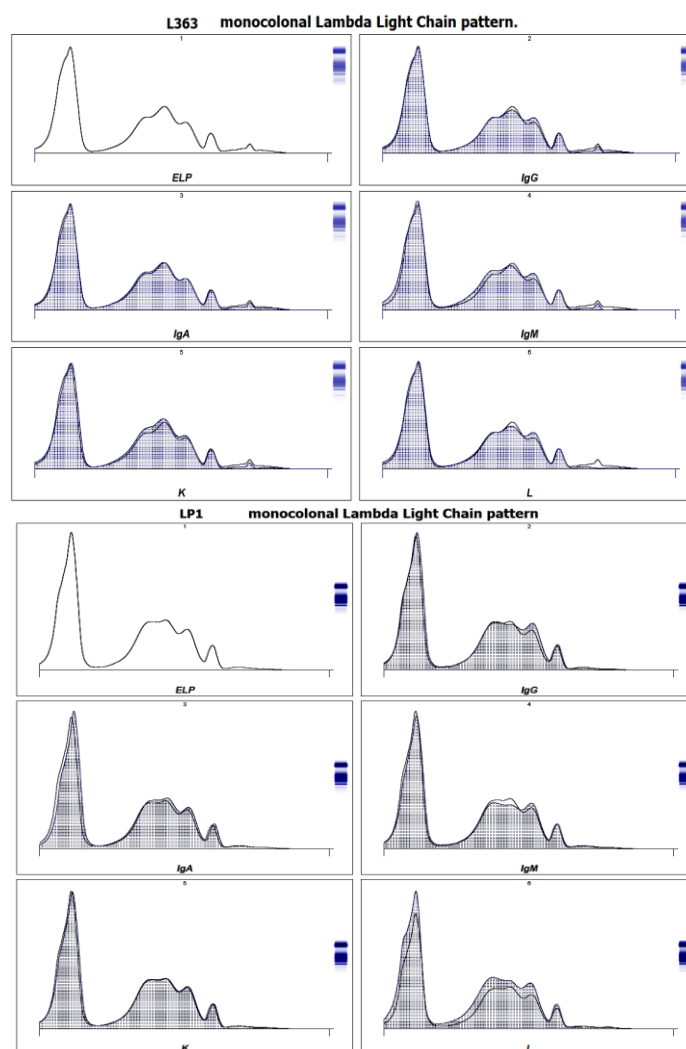 L363 monocolonal Lambda Light Chain pattern.
1 2
ELP IgG
3 4
IgA IgM
5 6
K L
LP1 monocolonal Lambda Light Chain pattern
1 2
ELP IgG
3 4
IgA IgM
5 6
K L